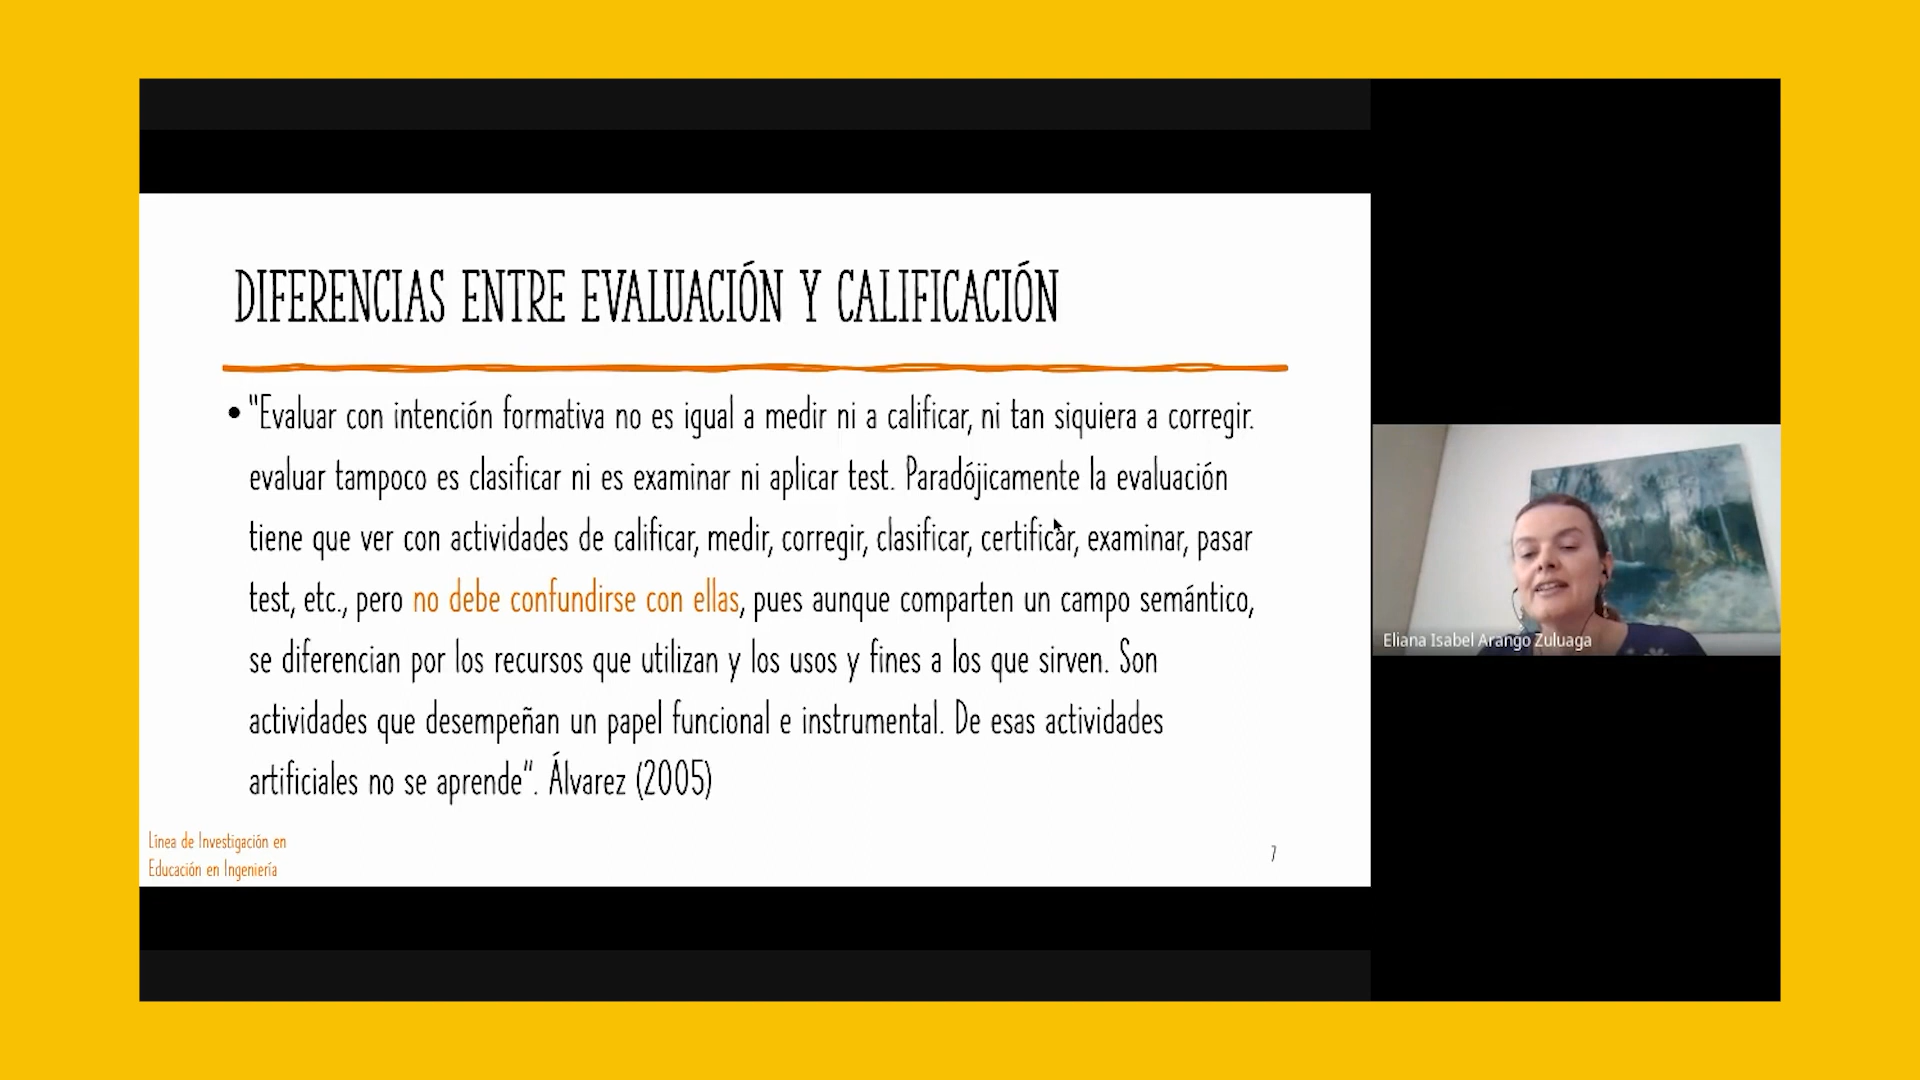 DIFERENCIAS ENTRE EVALUACIÓN Y CALIFICACIÓN
• "Evaluar con intención formativa no es igual a medir ni a calificar, ni tan siquiera a corregir.
evaluar tampoco es clasificar ni es examinar ni aplicar test. Paradójicamente la evaluación
tiene que ver con actividades de calificar, medir, corregir, clasificar, certificar, examinar, pasar
test, etc., pero no debe confundirse con ellas, pues aunque comparten un campo semántico,
se diferencian por los recursos que utilizan y los usos y fines a los que sirven. Son
actividades que desempeñan un papel funcional e instrumental. De esas actividades
artificiales no se aprende". Álvarez (2005)
Línea de Investigación en
Educación en Ingeniería
7
Eliana Isabel Arango Zuluaga